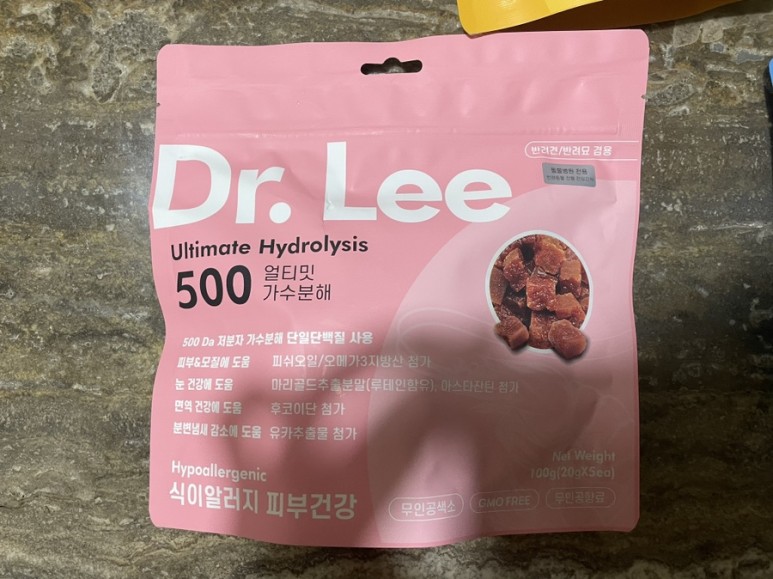 반려견/반려묘 겸용
동물병원 전용
Dr. Lee
Ultimate Hydrolysis
500 얼티밋
가수분해
500 Da 저분자 가수분해 단일단백질 사용
피부&모질에 도움 피쉬오일/오메가3지방산 첨가
눈 건강에 도움 마리골드추출분말(루테인함유), 아스타잔틴 첨가
면역 건강에 도움 후코이단 첨가
분변냄새 감소에 도움 유카추출물 첨가
Net Weight
100g(20gX5ea)
Hypoallergenic
식이알러지 피부건강
무인공색소 GMO FREE 무인공향료